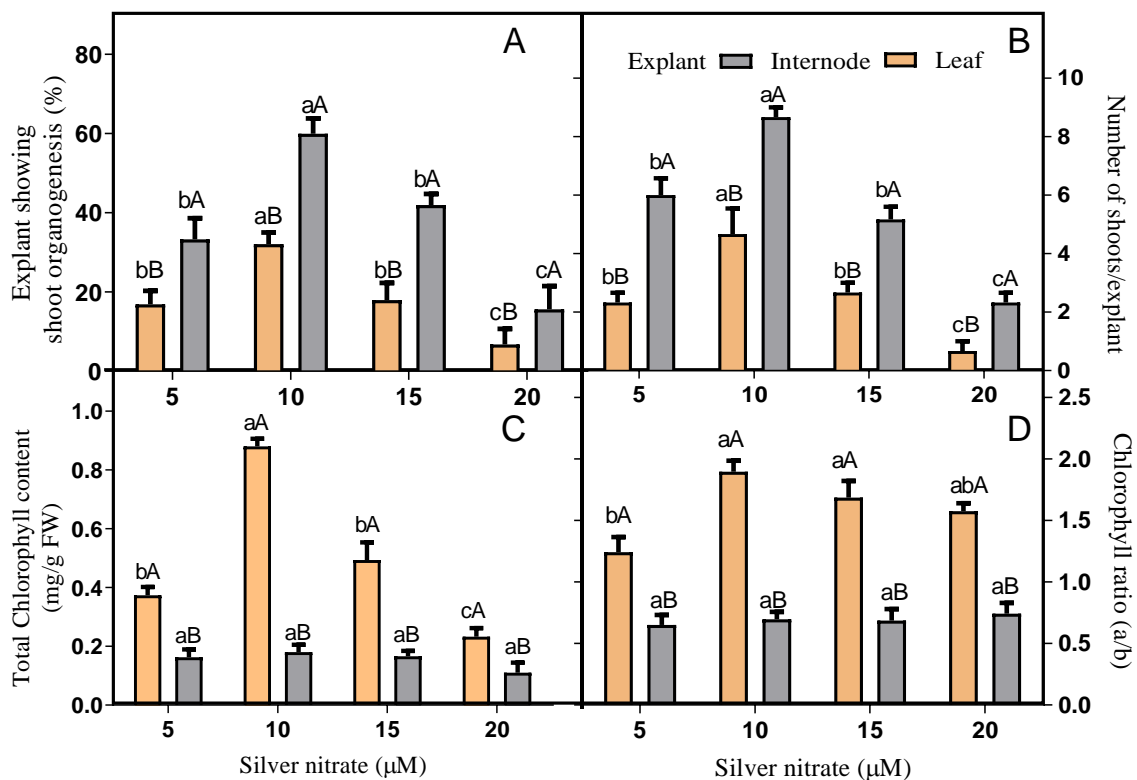 A
80
60
40
20
0
Explant showing
shoot organogenesis (%)
bB
bA
aB
aA
bB
bA
cB
cA
5
10
15
20
B
Explant Internode Leaf
10
8
6
4
2
0
Number of shoots/explant
bB
bA
aB
aA
bB
bA
cB
cA
5
10
15
20
C
1.0
0.8
0.6
0.4
0.2
0.0
Total Chlorophyll content
(mg/g FW)
bA
aB
aA
aB
bA
aB
cA
aB
5
10
15
20
Silver nitrate (μM)
D
2.5
2.0
1.5
1.0
0.5
0.0
Chlorophyll ratio (a/b)
bA
aB
aA
aB
aA
aB
abA
aB
5
10
15
20
Silver nitrate (μM)